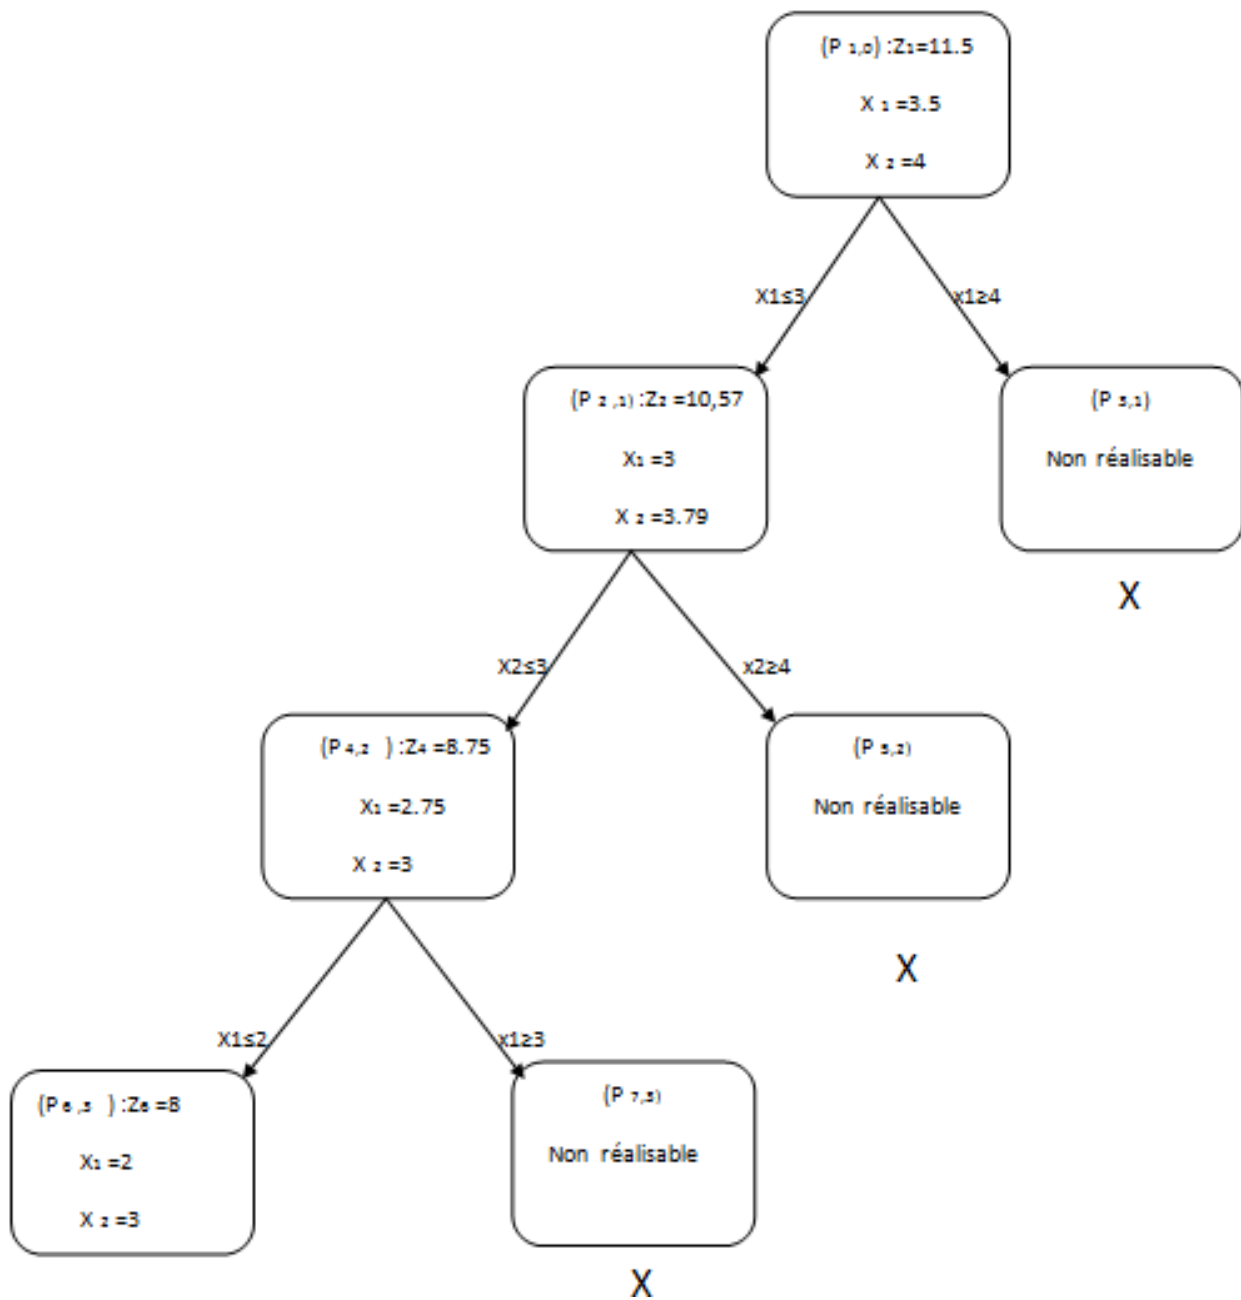 (P 1,0) :Z1=11.5
X 1 =3.5
X 2 =4
X1≤3
x1≥4
(P 2 ,1) :Z2 =10,57
X1 =3
X 2 =3.79
(P 3,1)
Non réalisable
X
X2≤3
x2≥4
(P 4,2 ) :Z4 =8.75
X1 =2.75
X 2 =3
(P 5,2)
Non réalisable
X
X1≤2
x1≥3
(P 6 ,3 ) :Z6 =8
X1 =2
X 2 =3
(P 7,3)
Non réalisable
X